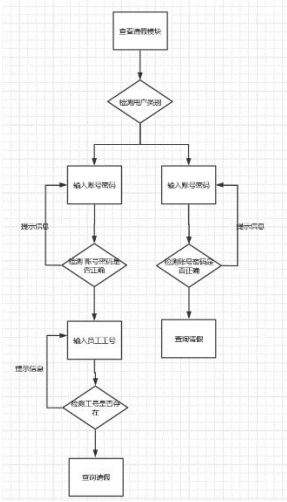 查看请假模块
检测用户类别
输入账号密码
输入账号密码
提示信息
提示信息
检测 账号密码是
否正确
检测账号密码是
否正确
输入员工工号
查询请假
提示信息
检测工号是否存
在
查询请假